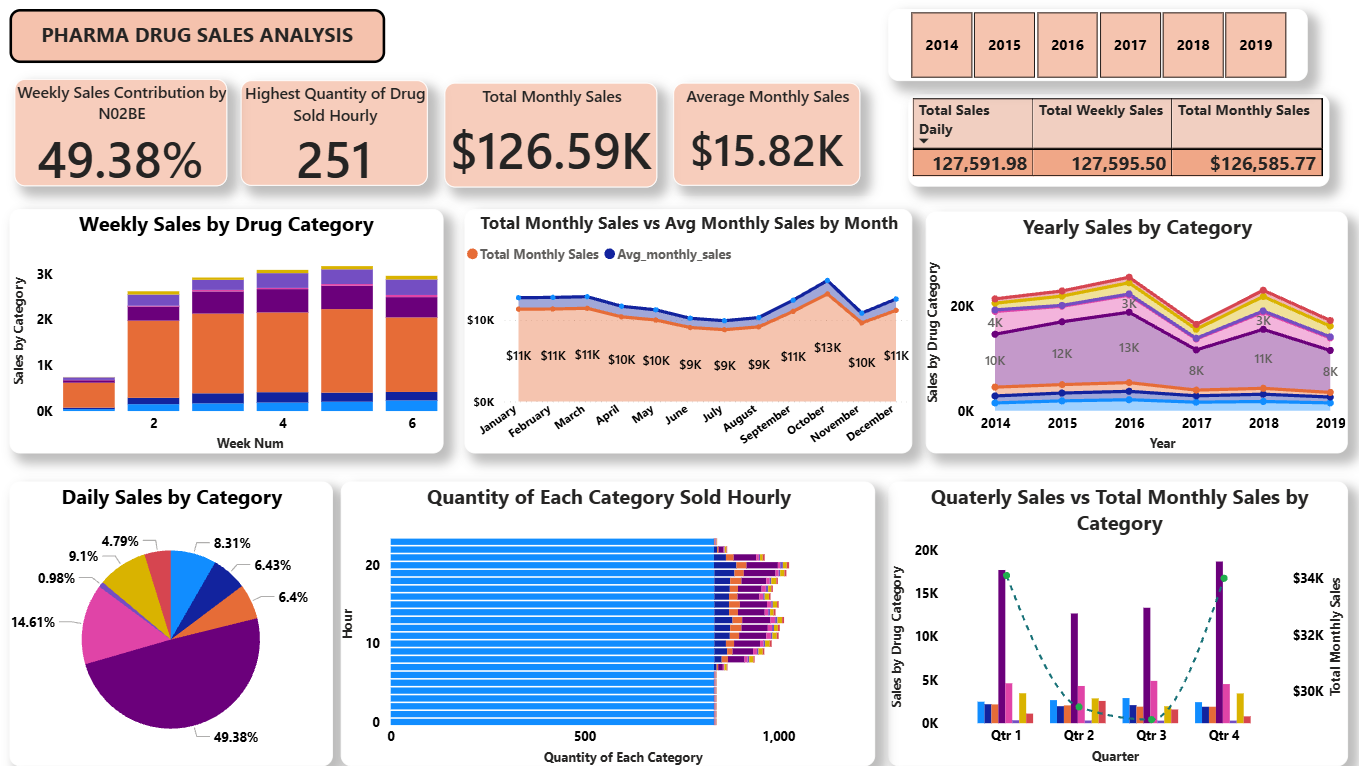 PHARMA DRUG SALES ANALYSIS
2014 2015 2016 2017 2018 2019
Weekly Sales Contribution by
N02BE
49.38%
Highest Quantity of Drug
Sold Hourly
251
Total Monthly Sales
$126.59K
Average Monthly Sales
$15.82K
Total Sales
Daily
Total Weekly Sales
Total Monthly Sales
127,591.98 127,595.50 $126,585.77
Weekly Sales by Drug Category
Sales by Category
3K
2K
1K
0K
2 4 6
Week Num
Total Monthly Sales vs Avg Monthly Sales by Month
Total Monthly Sales Avg_monthly_sales
$10K
$0K
$11K $11K $11K $10K $10K $9K $9K $9K $11K $13K $10K $11K
January February March April May June July August September October November December
Yearly Sales by Category
Sales by Drug Category
20K
0K
4K 3K 3K
10K 12K 13K 8K 11K 8K
2014 2015 2016 2017 2018 2019
Year
Daily Sales by Category
4.79%
8.31%
9.1%
6.43%
0.98%
6.4%
14.61%
49.38%
Quantity of Each Category Sold Hourly
Hour
20
10
0
0 500 1,000
Quantity of Each Category
Quaterly Sales vs Total Monthly Sales by
Category
Sales by Drug Category
20K
15K
10K
5K
0K
$34K
$32K
$30K
Total Monthly Sales
Qtr 1 Qtr 2 Qtr 3 Qtr 4
Quarter